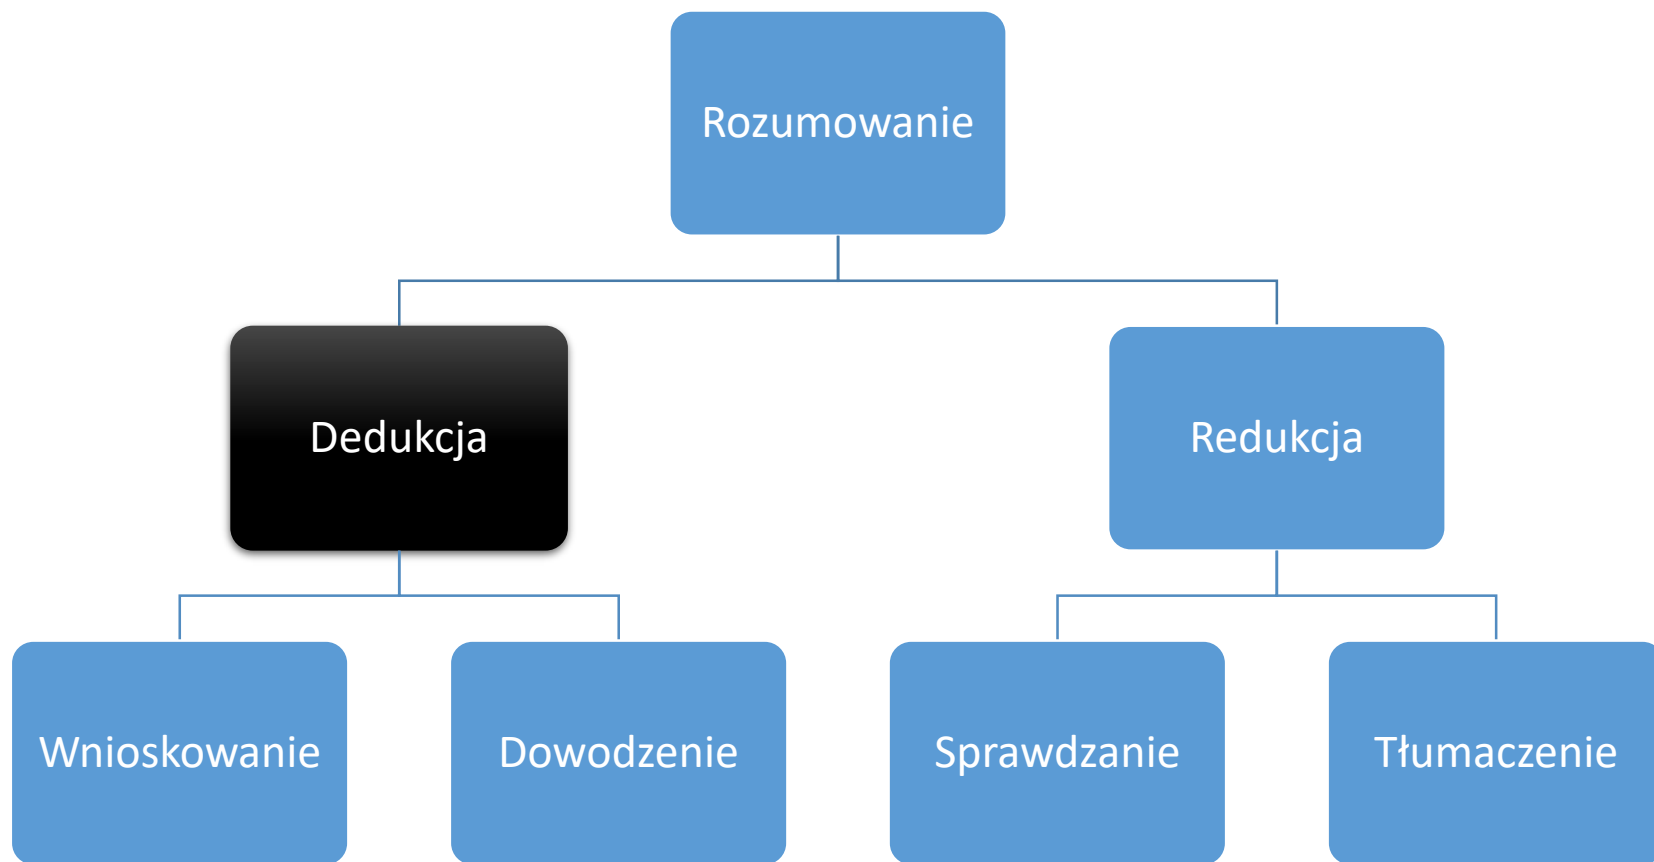 Rozumowanie
Dedukcja
Redukcja
Wnioskowanie
Dowodzenie
Sprawdzanie
Tłumaczenie